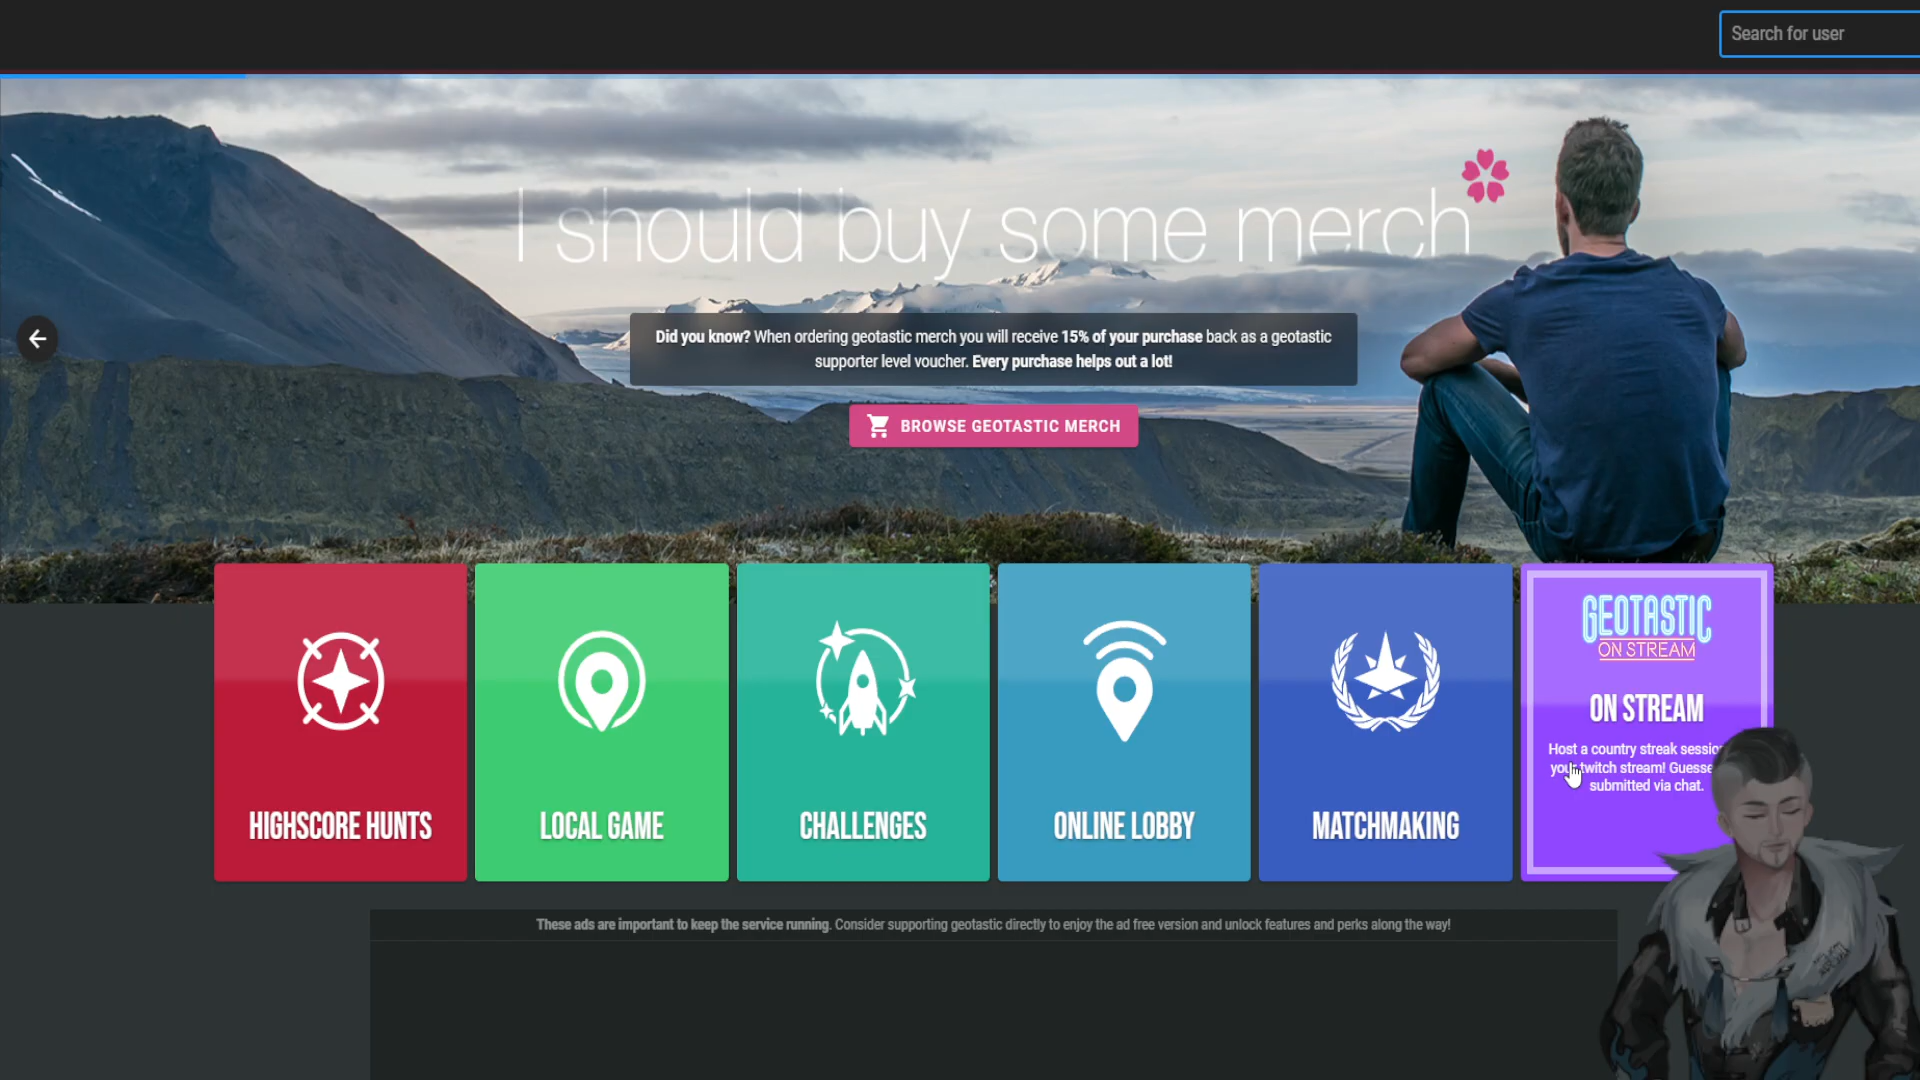 Search for user
I should buy some merch
Did you know? When ordering geotastic merch you will receive 15% of your purchase back as a geotastic
supporter level voucher. Every purchase helps out a lot!
BROWSE GEOTASTIC MERCH
HIGHSCORE HUNTS
LOCAL GAME
CHALLENGES
ONLINE LOBBY
MATCHMAKING
GEOTASTIC
ON STREAM
ON STREAM
Host a country streak
twitch stream!
submitted via chat.
These ads are important to keep the service running. Consider supporting geotastic directly to enjoy the ad free version and unlock features and perks along the way!